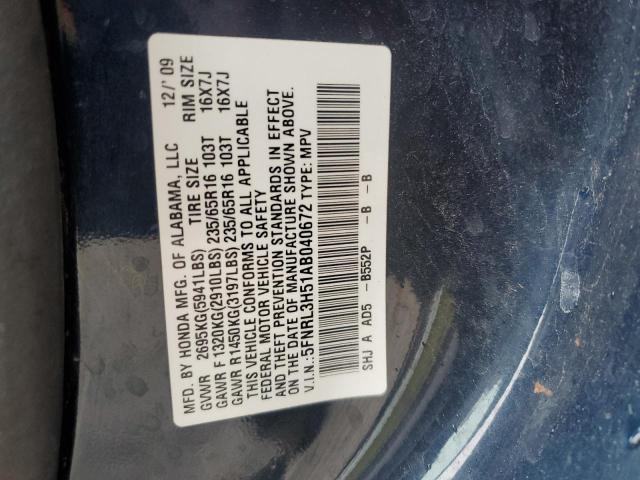 MFD. BY HONDA MFG. OF ALABAMA, LLC 12/'09
GVWR 2695KG(5941LBS) TIRE SIZE RIM SIZE
GAWR F 1320KG(2910LBS) 235/65R16 103T 16X7J
GAWR R 1450KG(3197LBS) 235/65R16 103T 16X7J
THIS VEHICLE CONFORMS TO ALL APPLICABLE
FEDERAL MOTOR VEHICLE SAFETY
AND THEFT PREVENTION STANDARDS IN EFFECT
ON THE DATE OF MANUFACTURE SHOWN ABOVE.
V.I.N.:5FNRL3H51AB040672 TYPE: MPV
SHJ A AD5 -B552P -B -B